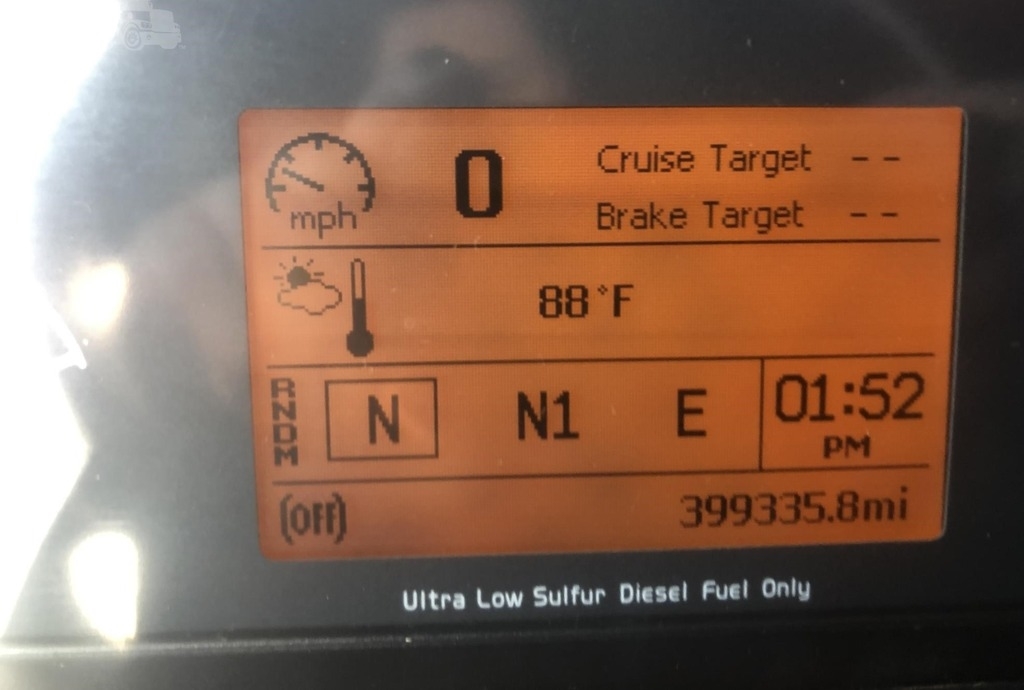 mph 0 Cruise Target --
Brake Target --
88°F
RNDM N N1 E 01:52
PM
(Off) 399335.8mi
Ultra Low Sulfur Diesel Fuel Only